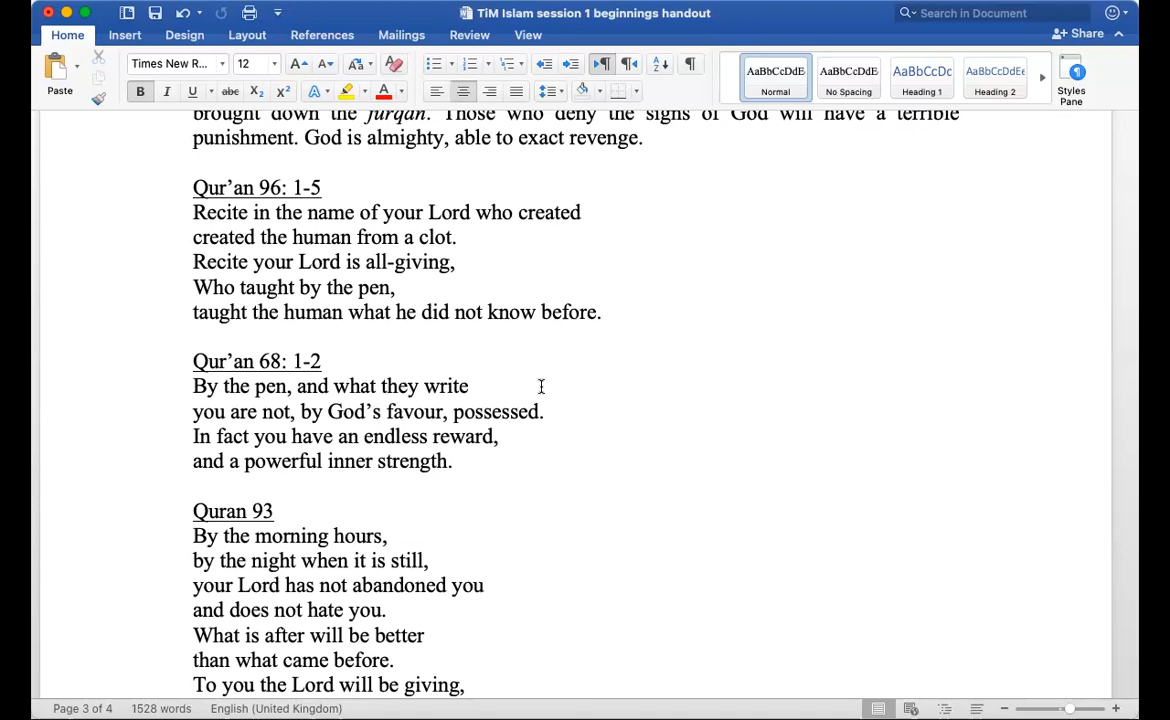 TiM Islam session 1 beginnings handout
Search in Document
Home
Insert
Design
Layout
References
Mailings
Review
View
Share
Paste
Times New R...
12
AaBbCcDdE
Normal
AaBbCcDdE
No Spacing
AaBbCcDc
Heading 1
AaBbCcDdEe
Heading 2
Styles
Pane
brought down the furqan. Those who deny the signs of God will have a terrible
punishment. God is almighty, able to exact revenge.
Qur’an 96: 1-5
Recite in the name of your Lord who created
created the human from a clot.
Recite your Lord is all-giving,
Who taught by the pen,
taught the human what he did not know before.
Qur’an 68: 1-2
By the pen, and what they write
you are not, by God’s favour, possessed.
In fact you have an endless reward,
and a powerful inner strength.
Quran 93
By the morning hours,
by the night when it is still,
your Lord has not abandoned you
and does not hate you.
What is after will be better
than what came before.
To you the Lord will be giving,
Page 3 of 4
1528 words
English (United Kingdom)